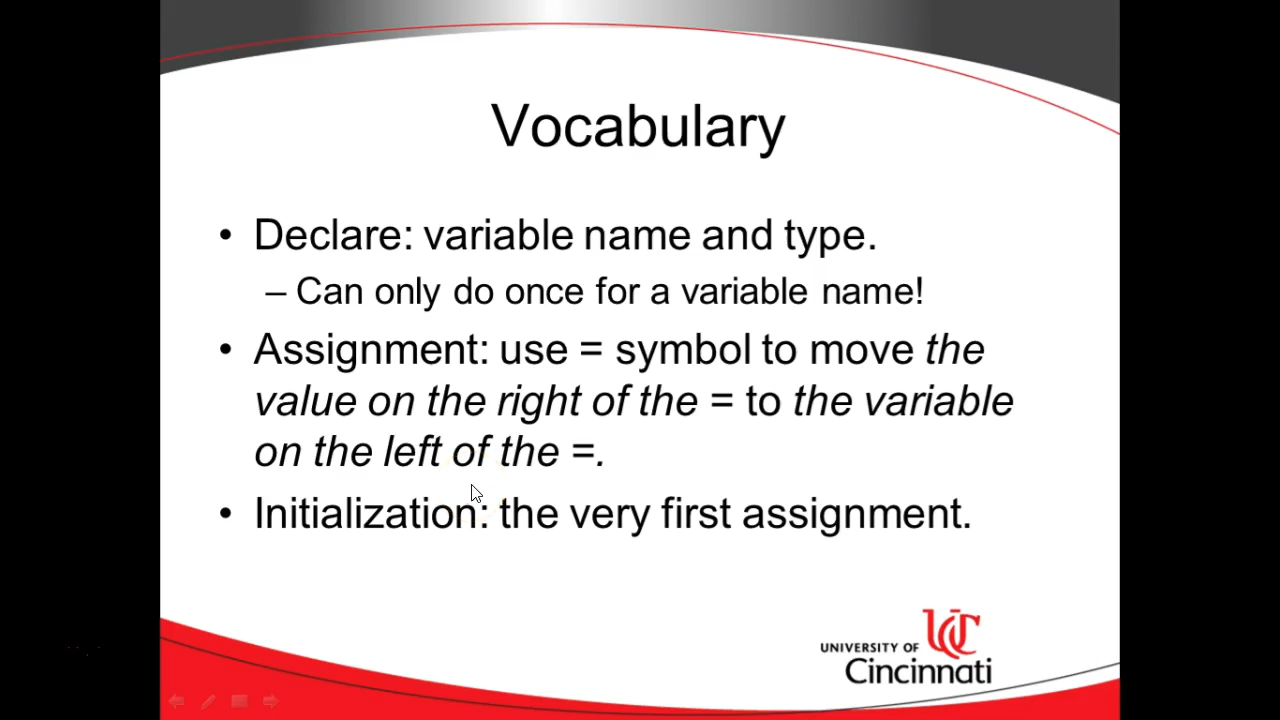 Vocabulary
• Declare: variable name and type.
– Can only do once for a variable name!
• Assignment: use = symbol to move the
value on the right of the = to the variable
on the left of the =.
• Initialization: the very first assignment.
UC
UNIVERSITY OF
Cincinnati